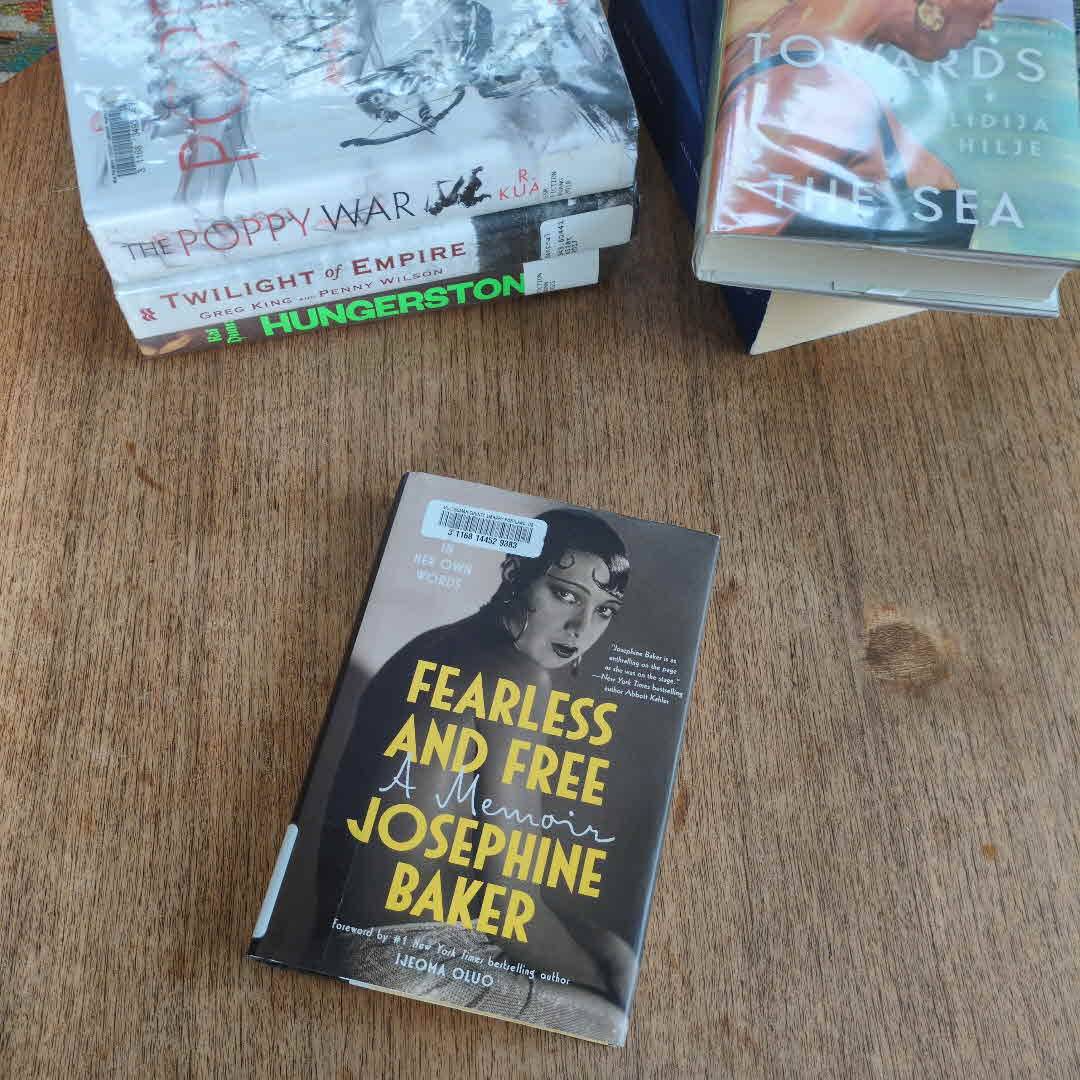 THE POPPY WAR
R.
KUA
TWILIGHT of EMPIRE
GREG KING AND PENNY WILSON
HUNGERSTON
TOWARDS
LIDIJA
HILJE
THE SEA
3 1168 14452 9383
IN
HER OWN
WORDS
"Josephine Baker is as
enthralling on the page
as she was on the stage."
—New York Times bestselling
author Abbott Kahler
FEARLESS
AND FREE
A Memoir
JOSEPHINE
BAKER
Foreword by #1 New York Times bestselling author
IJEOMA OLUO